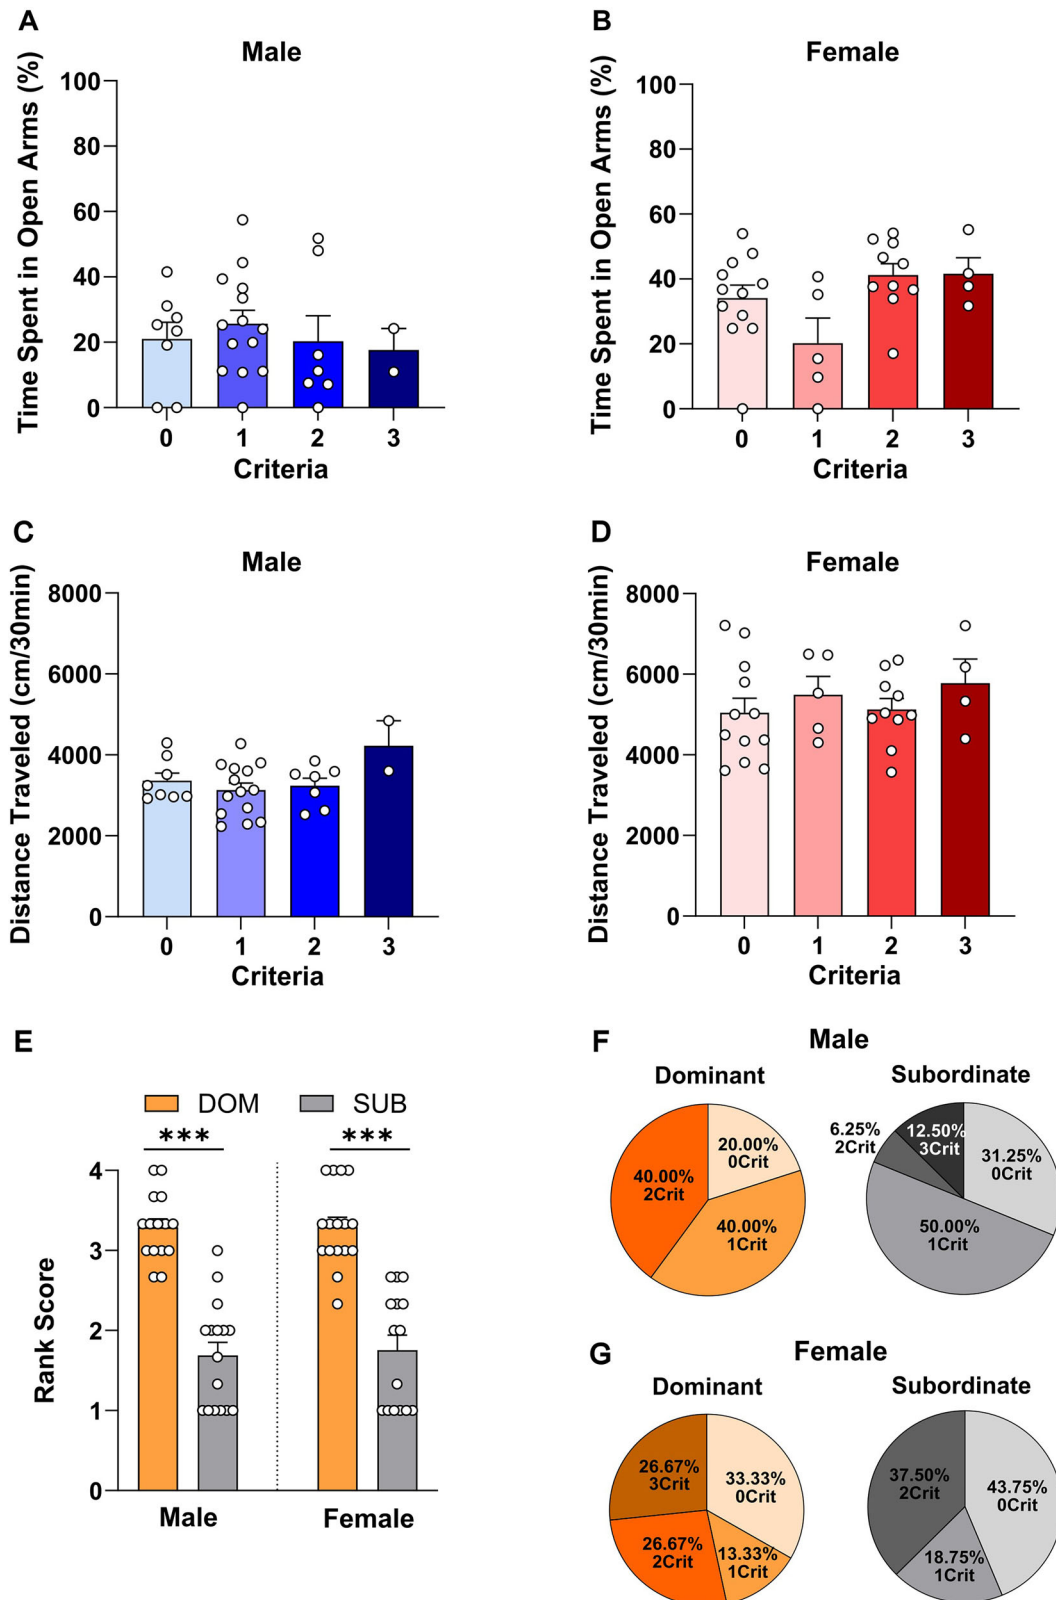 A
Male
Time Spent in Open Arms (%)
100
80
60
40
20
0
0 1 2 3
Criteria
B
Female
Time Spent in Open Arms (%)
100
80
60
40
20
0
0 1 2 3
Criteria
C
Male
Distance Traveled (cm/30min)
8000
6000
4000
2000
0
0 1 2 3
Criteria
D
Female
Distance Traveled (cm/30min)
8000
6000
4000
2000
0
0 1 2 3
Criteria
E
DOM SUB
*** ***
Rank Score
4
3
2
1
0
Male Female
F
Male
Dominant
20.00%
0Crit
40.00%
2Crit
40.00%
1Crit
Subordinate
6.25%
2Crit
12.50%
3Crit
31.25%
0Crit
50.00%
1Crit
G
Female
Dominant
26.67%
3Crit
33.33%
0Crit
26.67%
2Crit
13.33%
1Crit
Subordinate
37.50%
2Crit
43.75%
0Crit
18.75%
1Crit